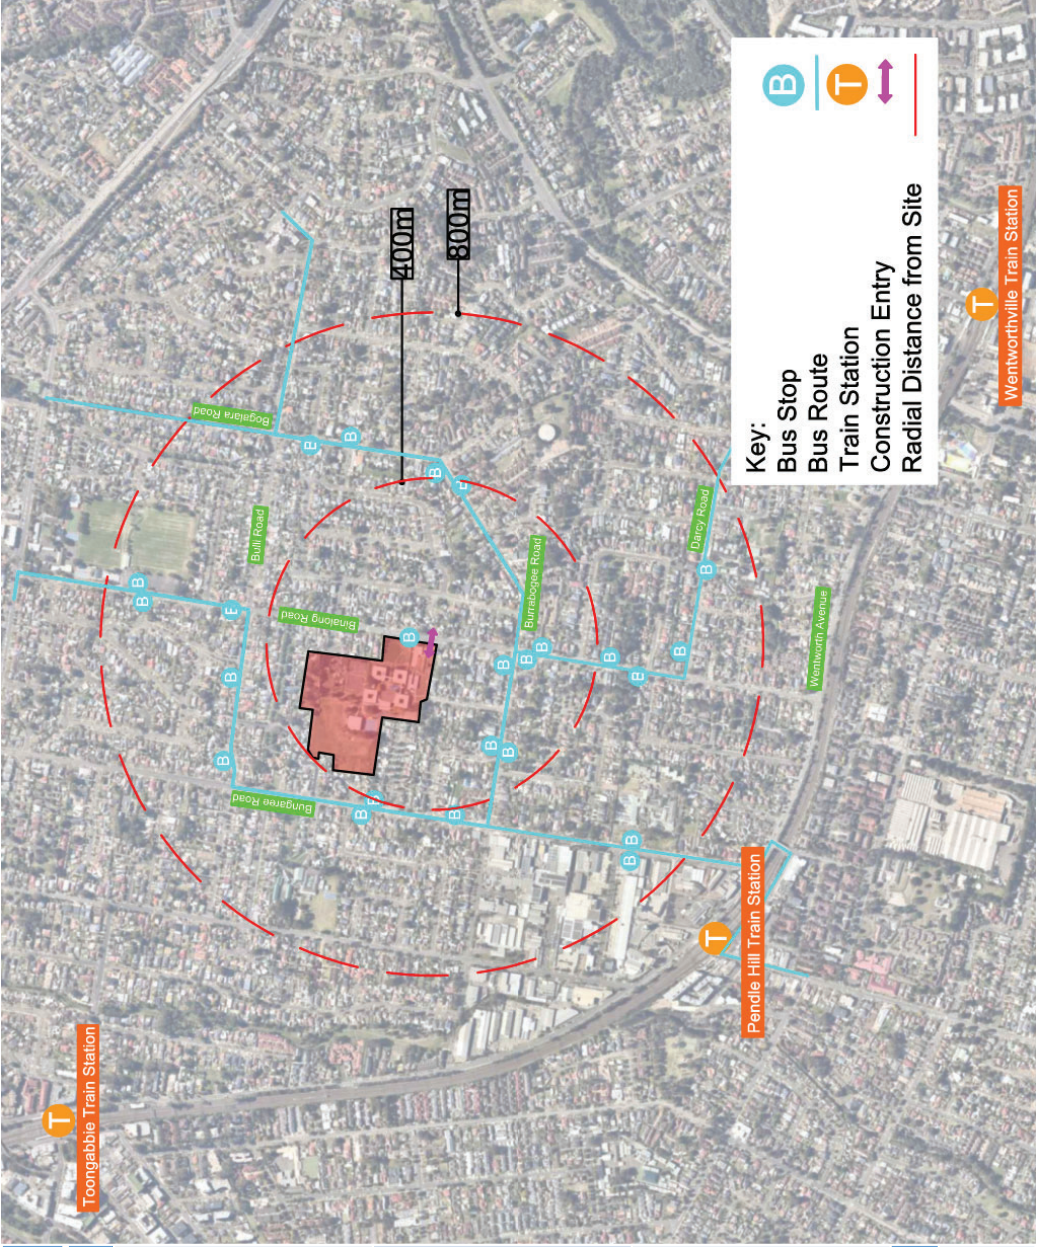 T
Toongabbie Train Station
Bungaree Road
Bogalara Road
Bulli Road
Binalong Road
400m
800m
Burrabogee Road
Darcy Road
T
Pendle Hill Train Station
Wentworth Avenue
Key:
Bus Stop B
Bus Route
Train Station T
Construction Entry
Radial Distance from Site
T
Wentworthville Train Station